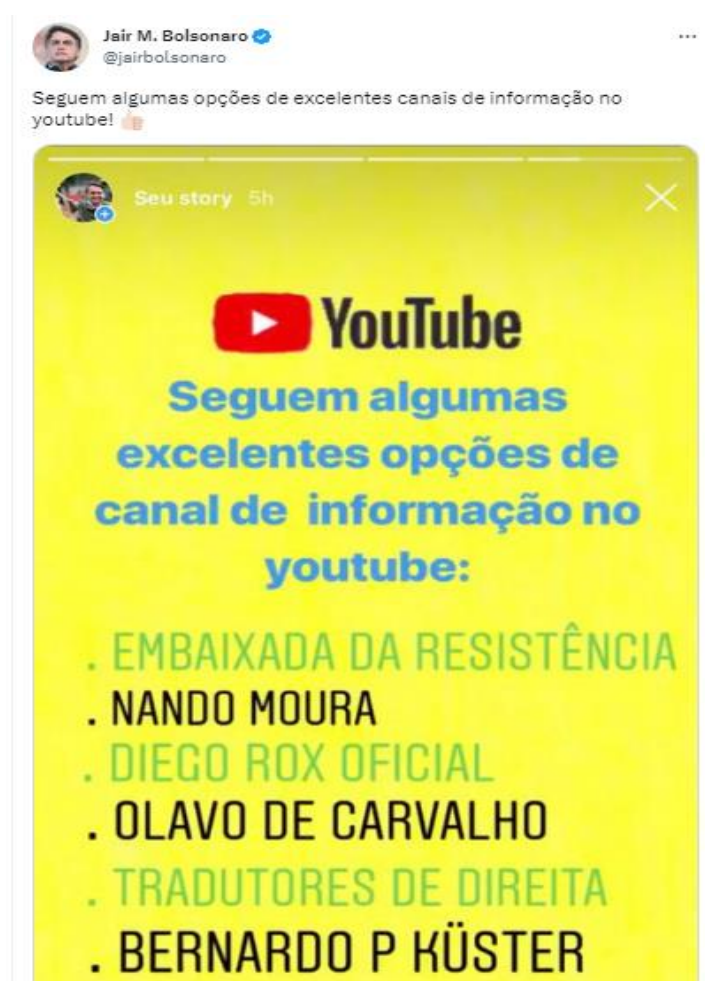 Jair M. Bolsonaro
@jairbolsonaro
Seguem algumas opções de excelentes canais de informação no
youtube! 👍🏻
Seu story 5h
YouTube
Seguem algumas
excelentes opções de
canal de informação no
youtube:
. EMBAIXADA DA RESISTÊNCIA
. NANDO MOURA
. DIEGO ROX OFICIAL
. OLAVO DE CARVALHO
. TRADUTORES DE DIREITA
. BERNARDO P KÜSTER